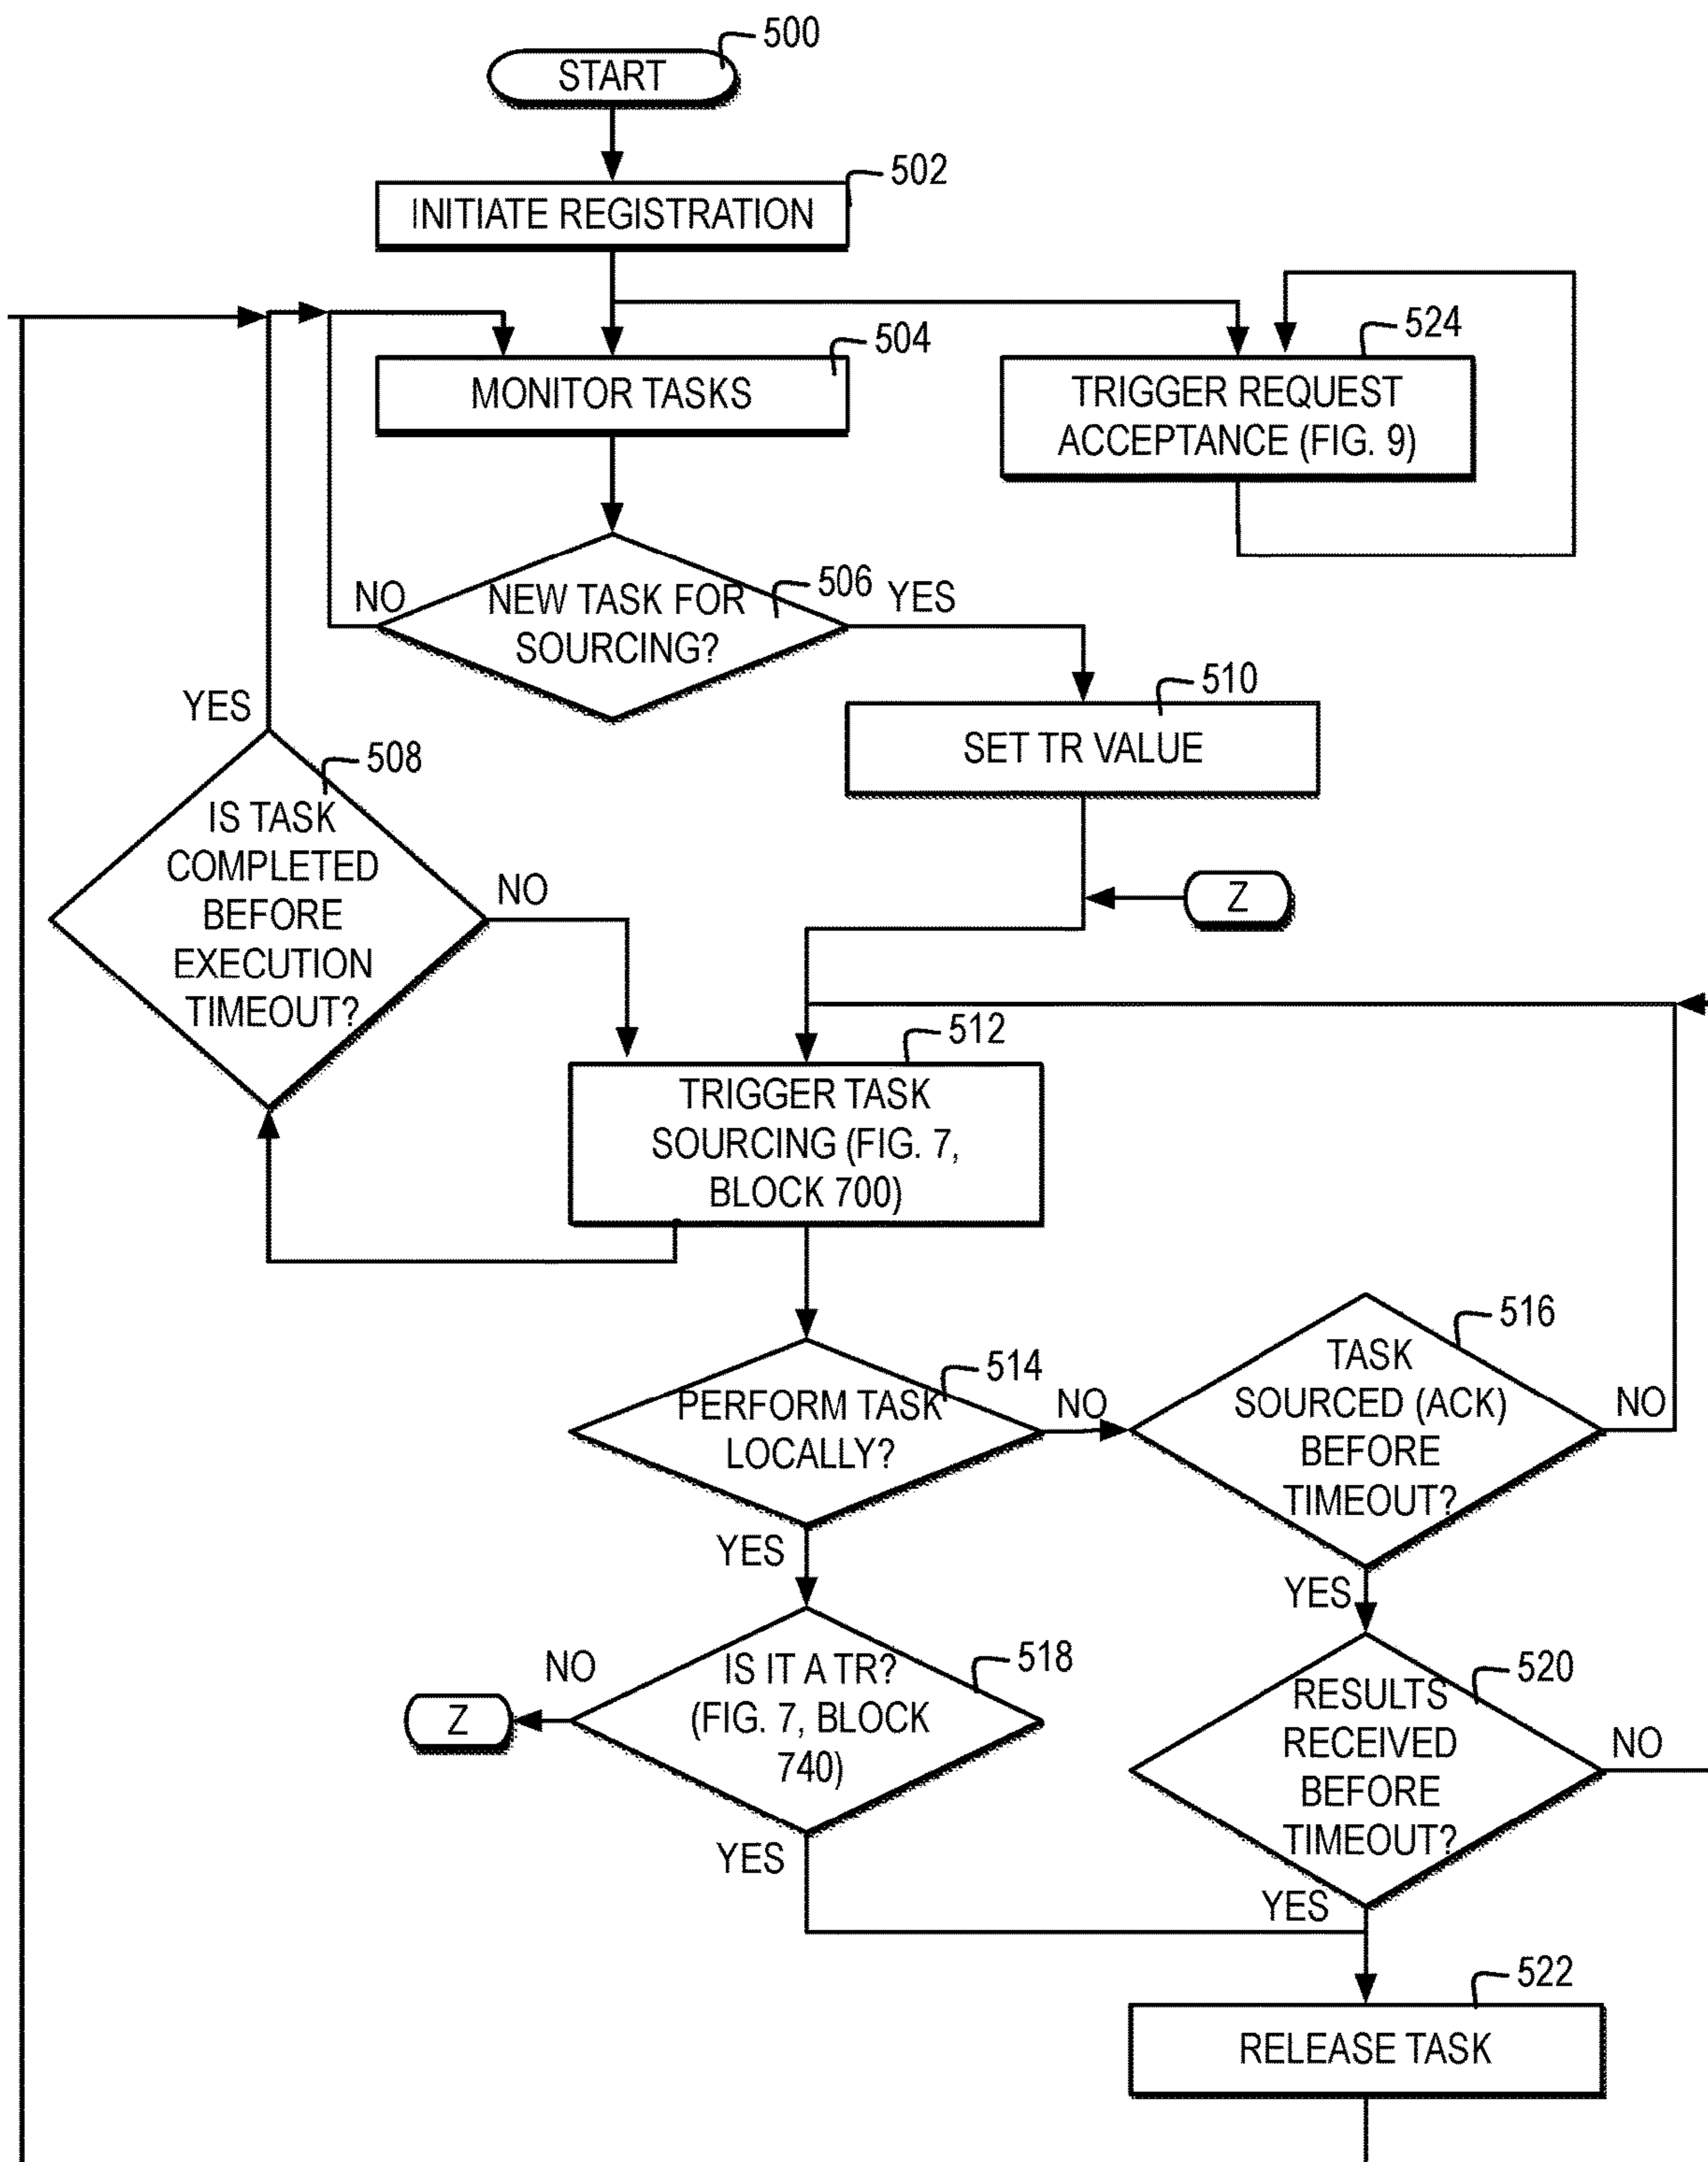 500
START
502
INITIATE REGISTRATION
504
MONITOR TASKS
524
TRIGGER REQUEST
ACCEPTANCE (FIG. 9)
506
NO
NEW TASK FOR
SOURCING?
YES
510
SET TR VALUE
YES
508
IS TASK
COMPLETED
BEFORE
EXECUTION
TIMEOUT?
NO
Z
512
TRIGGER TASK
SOURCING (FIG. 7,
BLOCK 700)
514
PERFORM TASK
LOCALLY?
NO
516
TASK
SOURCED (ACK)
BEFORE
TIMEOUT?
NO
YES
YES
518
IS IT A TR?
(FIG. 7, BLOCK
740)
NO
Z
520
RESULTS
RECEIVED
BEFORE
TIMEOUT?
NO
YES
YES
522
RELEASE TASK